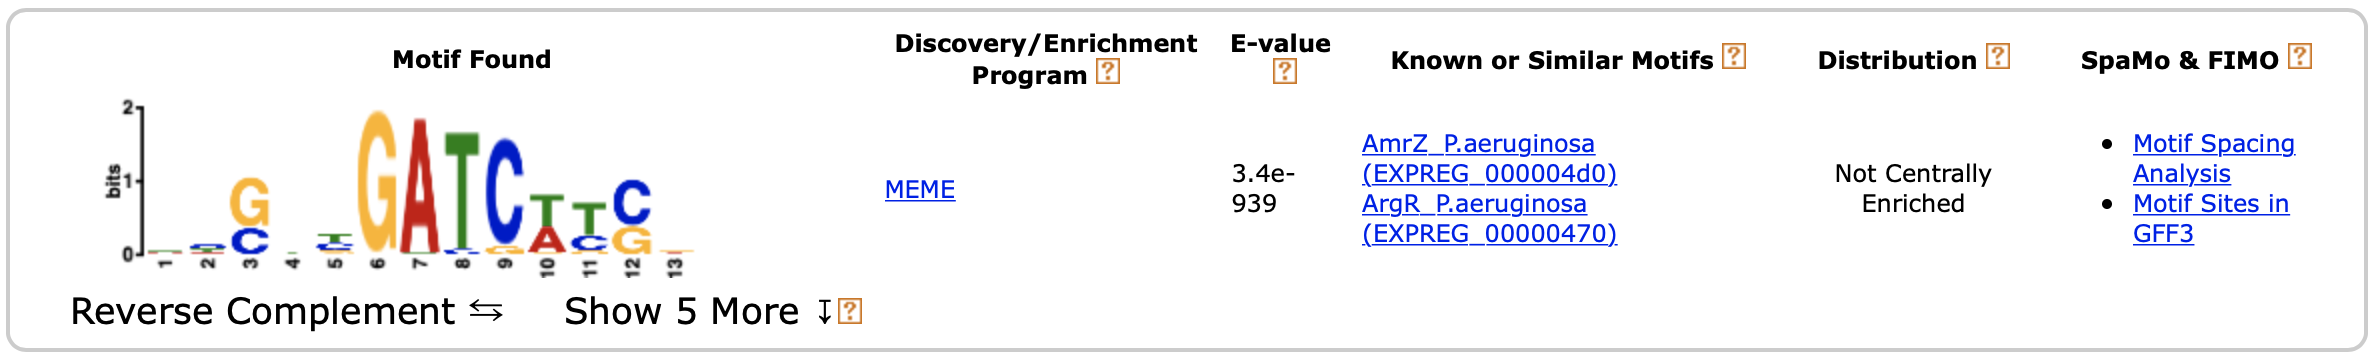 Motif Found
Discovery/Enrichment
Program ?
E-value
?
Known or Similar Motifs ?
Distribution ?
SpaMo & FIMO ?
2
bits
1
0
GATC
1 2 3 4 5 6 7 8 9 10 11 12 13
MEME
3.4e-
939
AmrZ_P.aeruginosa
(EXPREG_000004d0)
ArgR_P.aeruginosa
(EXPREG_00000470)
Not Centrally
Enriched
• Motif Spacing
Analysis
• Motif Sites in
GFF3
Reverse Complement ⇆
Show 5 More ↧ ?